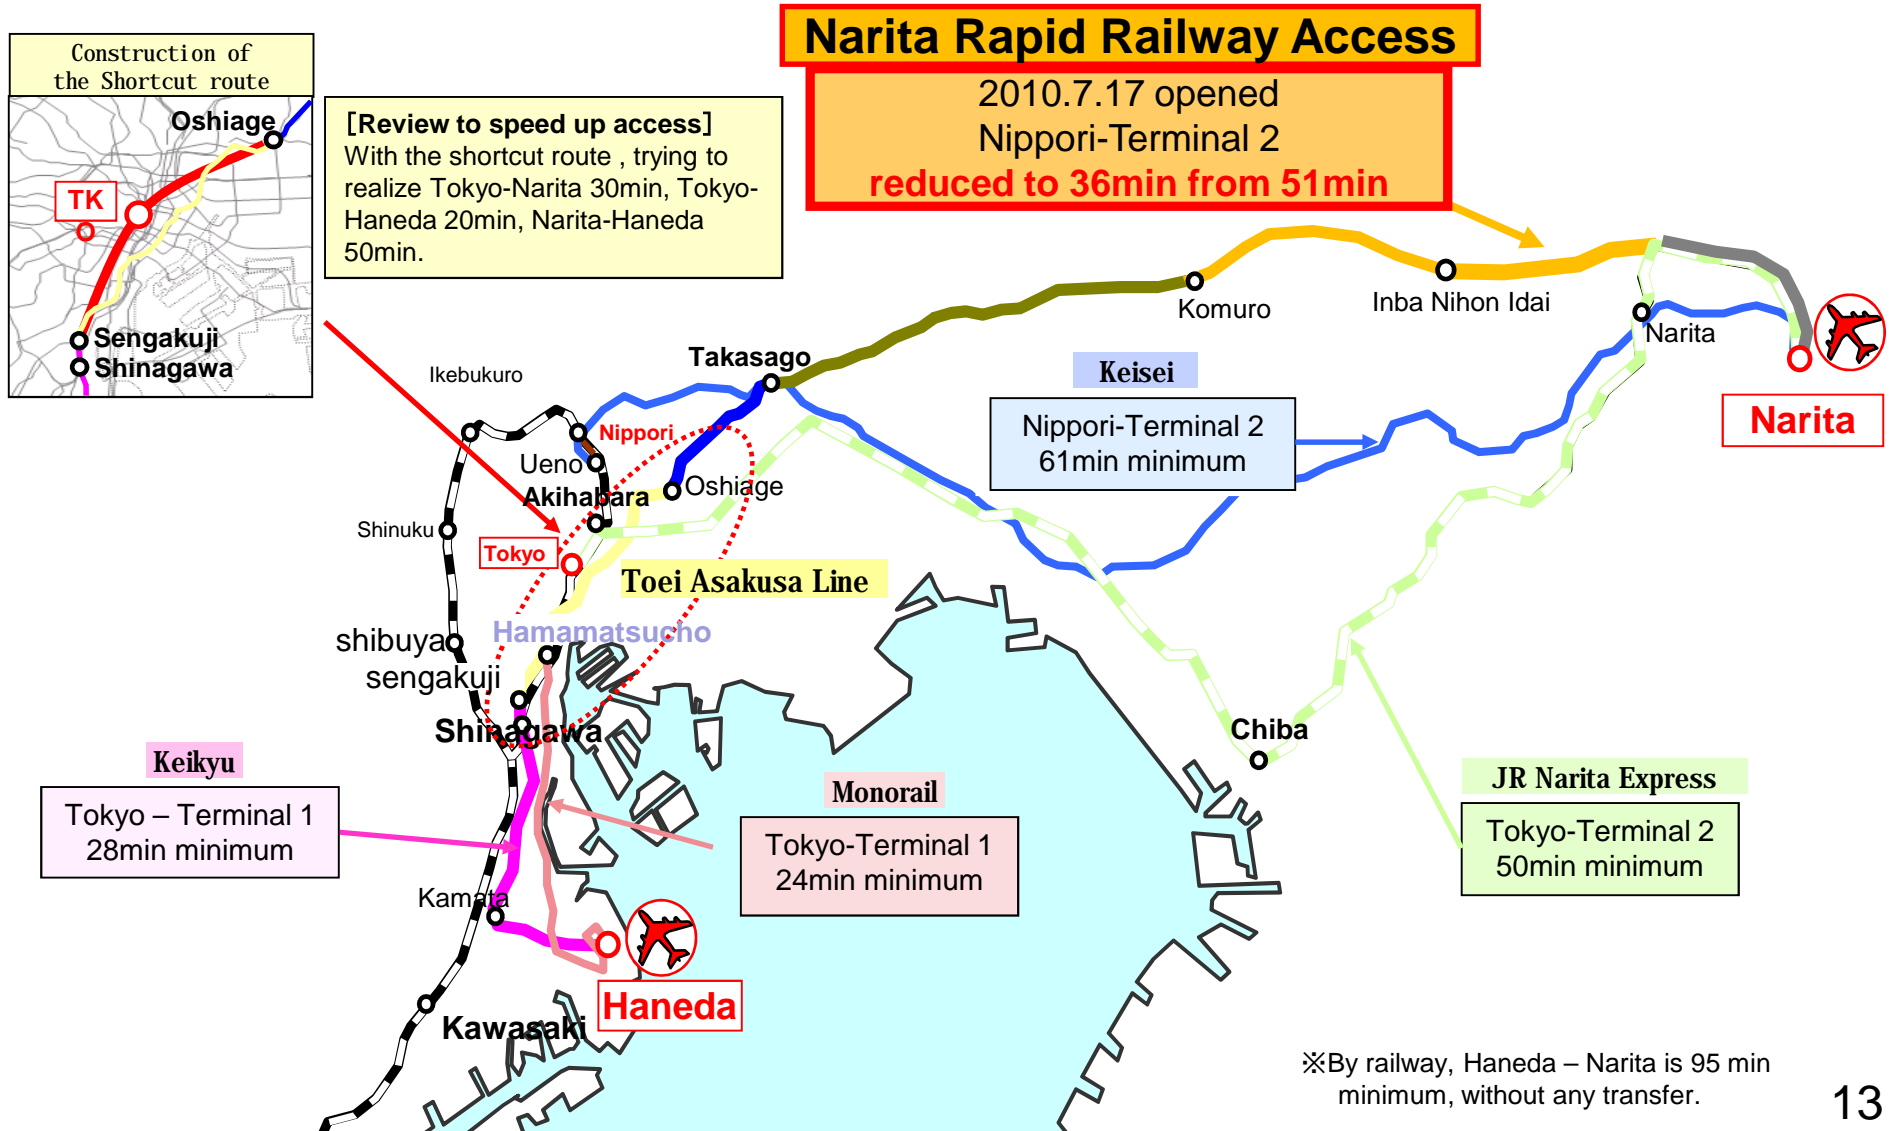 Narita Rapid Railway Access
2010.7.17 opened
Nippori-Terminal 2
reduced to 36min from 51min
Construction of
the Shortcut route
Oshiage
TK
Sengakuji
Shinagawa
[Review to speed up access]
With the shortcut route , trying to
realize Tokyo-Narita 30min, Tokyo-
Haneda 20min, Narita-Haneda
50min.
Komuro
Inba Nihon Idai
Narita
Narita
Takasago
Ikebukuro
Nippori
Ueno
Akihabara
Oshiage
Shinuku
Tokyo
Toei Asakusa Line
Hamamatsucho
shibuya
sengakuji
Shinagawa
Keisei
Nippori-Terminal 2
61min minimum
Chiba
Keikyu
Tokyo – Terminal 1
28min minimum
Monorail
Tokyo-Terminal 1
24min minimum
JR Narita Express
Tokyo-Terminal 2
50min minimum
Kamata
Haneda
Kawasaki
※By railway, Haneda – Narita is 95 min
minimum, without any transfer.
13